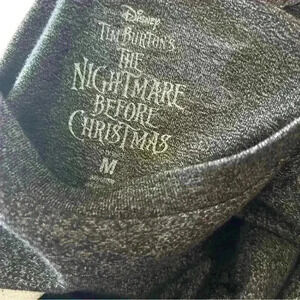 Disney
TIM BURTON'S
THE
NIGHTMARE
BEFORE
CHRISTMAS
M